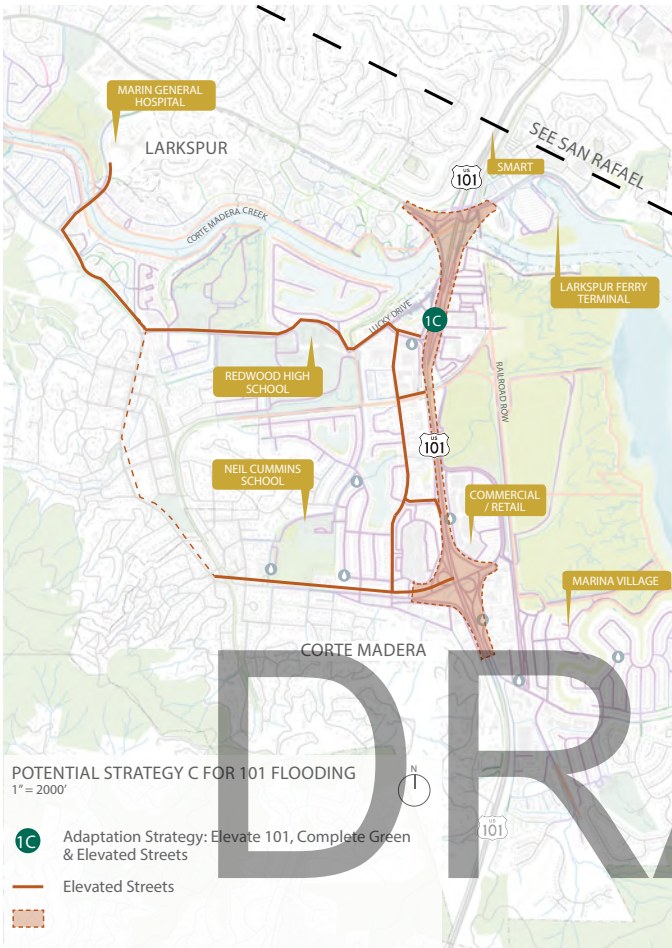 MARIN GENERAL
HOSPITAL
LARKSPUR
SEE SAN RAFAEL
SMART
US
101
CORTE MADERA CREEK
LARKSPUR FERRY
TERMINAL
LUCKY DRIVE
1C
REDWOOD HIGH
SCHOOL
RAILROAD ROW
US
101
NEIL CUMMINS
SCHOOL
COMMERCIAL
/ RETAIL
MARINA VILLAGE
CORTE MADERA
DRA
POTENTIAL STRATEGY C FOR 101 FLOODING
1" = 2000'
N
US
101
1C
Adaptation Strategy: Elevate 101, Complete Green
& Elevated Streets
Elevated Streets